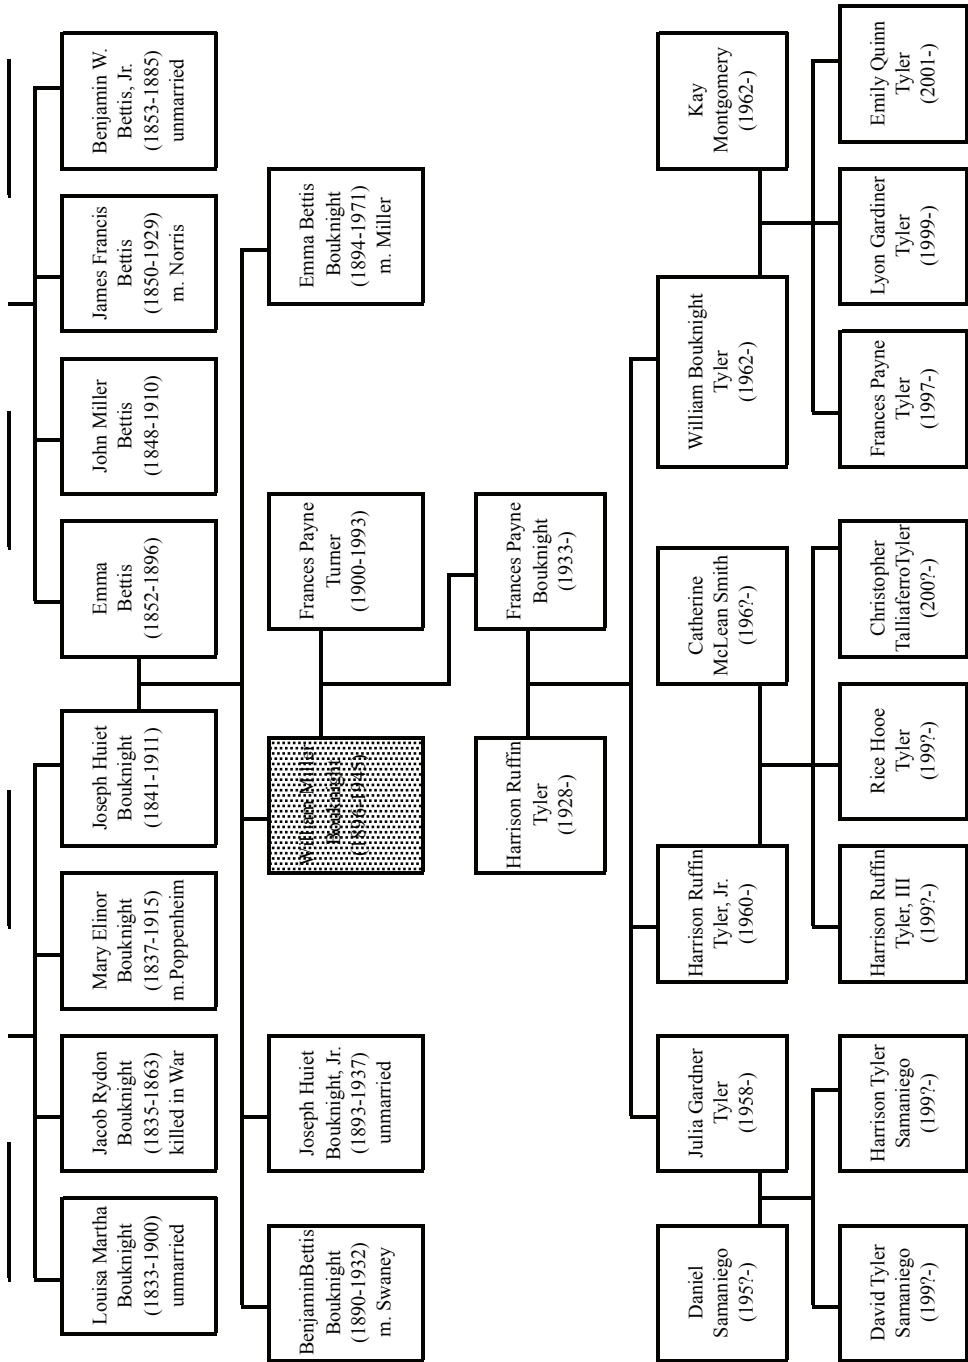 Louisa Martha
Bouknight
(1833-1900)
unmarried
Jacob Rydon
Bouknight
(1835-1863)
killed in War
Mary Elinor
Bouknight
(1837-1915)
m.Poppenheim
Joseph Huiet
Bouknight
(1841-1911)
Emma
Bettis
(1852-1896)
John Miller
Bettis
(1848-1910)
James Francis
Bettis
(1850-1929)
m. Norris
Benjamin W.
Bettis, Jr.
(1853-1885)
unmarried
BenjaminBettis
Bouknight
(1890-1932)
m. Swaney
Joseph Huiet
Bouknight, Jr.
(1893-1937)
unmarried
William Miller
Bouknight
(1896-1945)
Frances Payne
Turner
(1900-1993)
Emma Bettis
Bouknight
(1894-1971)
m. Miller
Harrison Ruffin
Tyler
(1928-)
Frances Payne
Bouknight
(1933-)
Daniel
Samaniego
(195?-)
Julia Gardner
Tyler
(1958-)
Harrison Ruffin
Tyler, Jr.
(1960-)
Catherine
McLean Smith
(196?-)
William Bouknight
Tyler
(1962-)
Kay
Montgomery
(1962-)
David Tyler
Samaniego
(199?-)
Harrison Tyler
Samaniego
(199?-)
Harrison Ruffin
Tyler, III
(199?-)
Rice Hooe
Tyler
(199?-)
Christopher
TalliaferroTyler
(200?-)
Frances Payne
Tyler
(1997-)
Lyon Gardiner
Tyler
(1999-)
Emily Quinn
Tyler
(2001-)